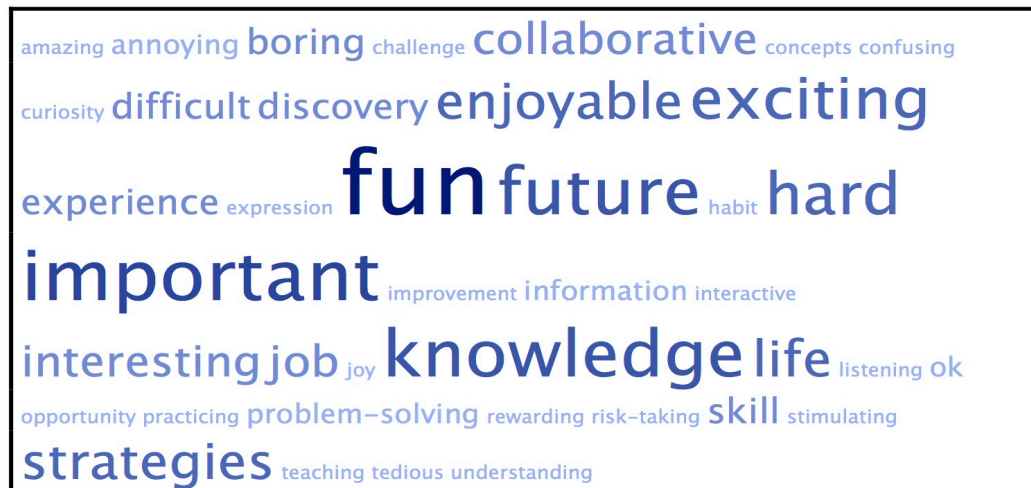 amazing annoying boring challenge collaborative concepts confusing
curiosity difficult discovery enjoyable exciting
experience expression fun future habit hard
important improvement information interactive
interesting job joy knowledge life listening ok
opportunity practicing problem-solving rewarding risk-taking skill stimulating
strategies teaching tedious understanding